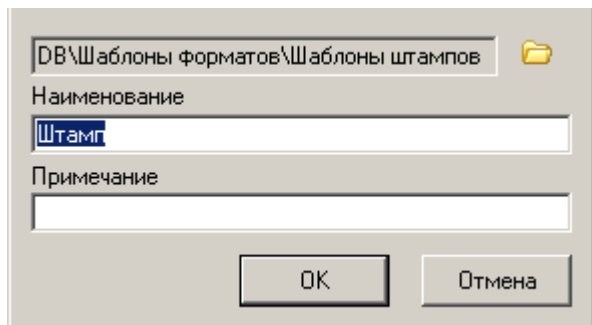 DB\Шаблоны форматов\Шаблоны штампов
Наименование
Штамп
Примечание
OK
Отмена